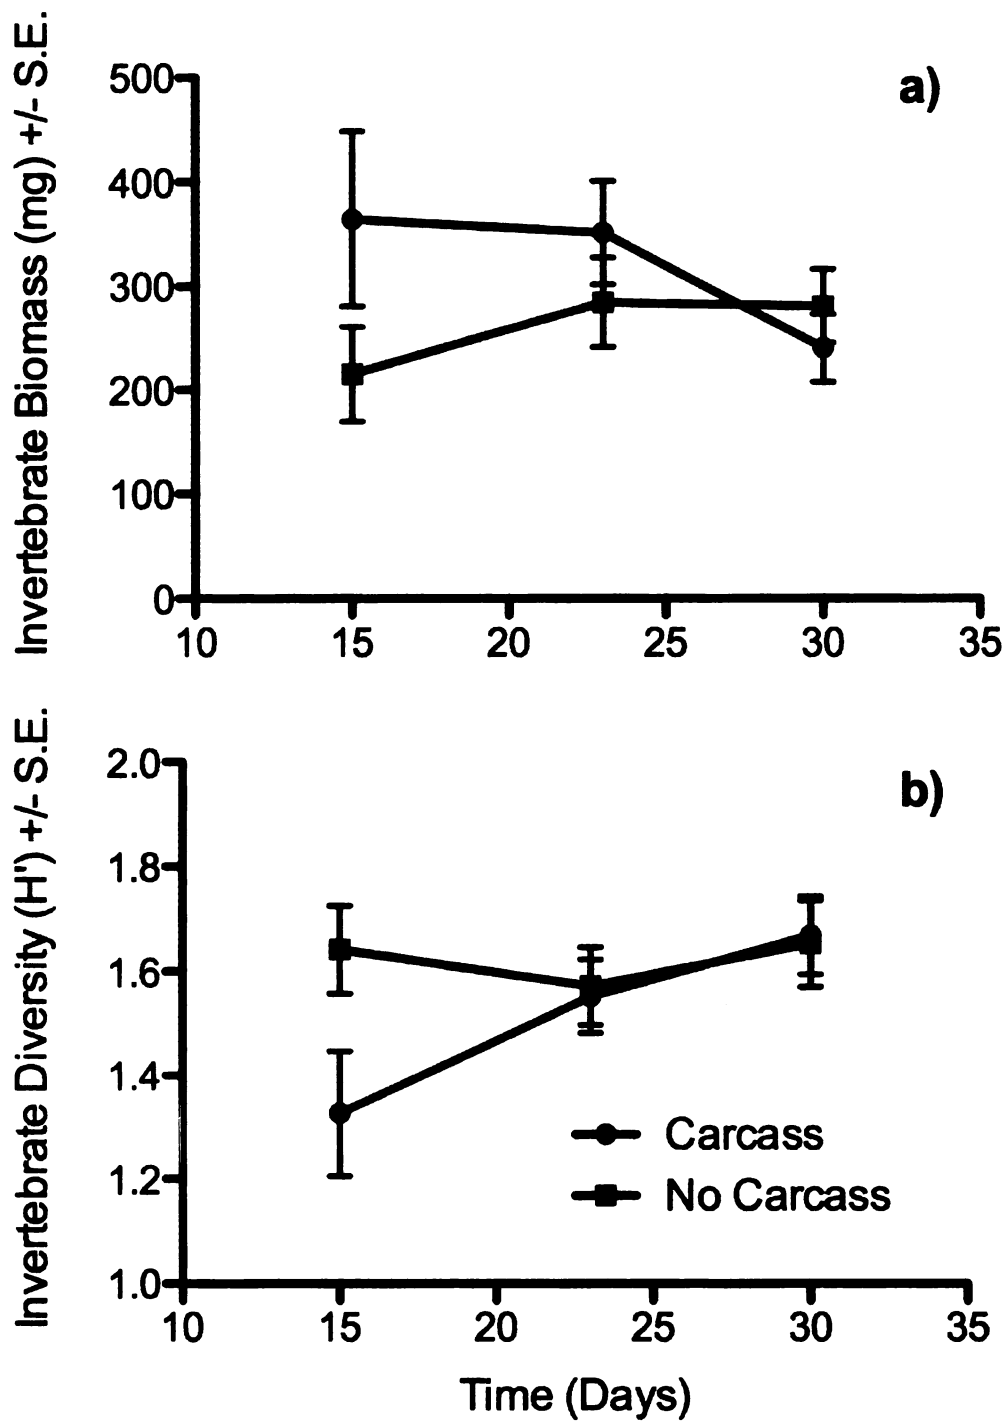 Invertebrate Biomass (mg) +/- S.E.
a)
500
400
300
200
100
0
10 15 20 25 30 35
Invertebrate Diversity (H') +/- S.E.
b)
2.0
1.8
1.6
1.4
1.2
1.0
Carcass
No Carcass
10 15 20 25 30 35
Time (Days)